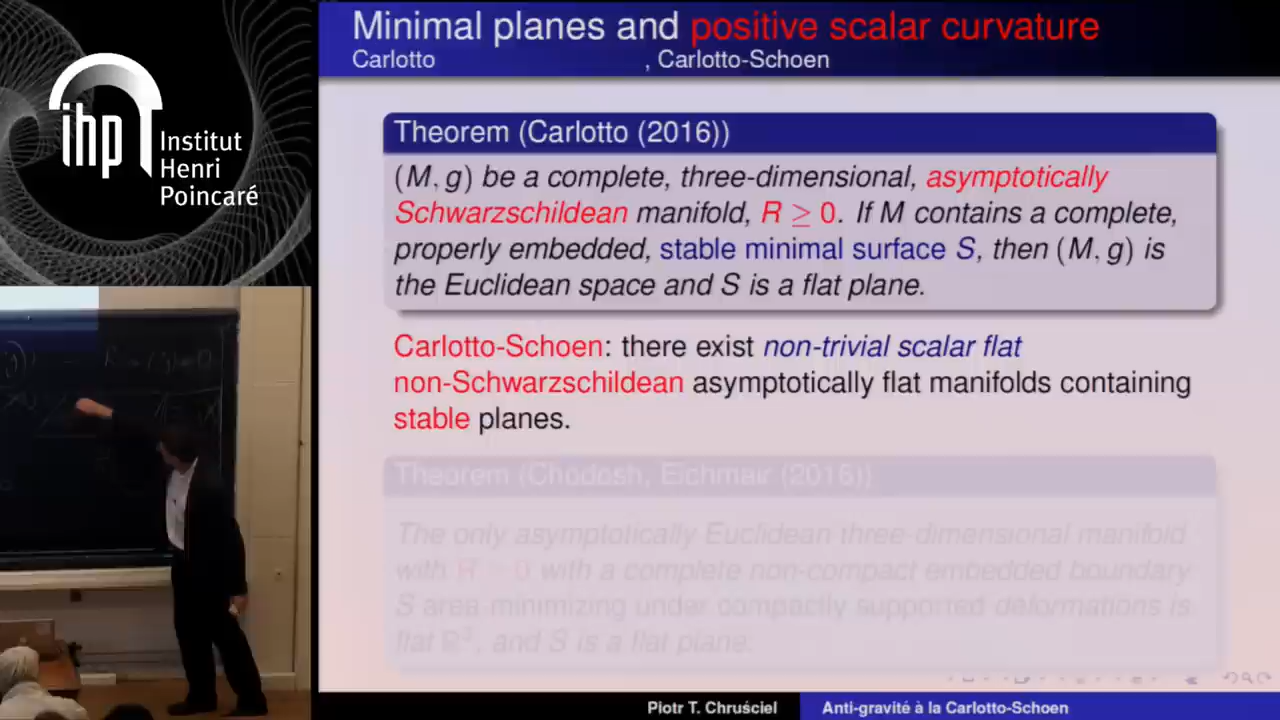 ihp Institut
Henri
Poincaré
Minimal planes and positive scalar curvature
Carlotto , Carlotto-Schoen
Theorem (Carlotto (2016))
(M, g) be a complete, three-dimensional, asymptotically
Schwarzschildean manifold, R ≥ 0. If M contains a complete,
properly embedded, stable minimal surface S, then (M, g) is
the Euclidean space and S is a flat plane.
Carlotto-Schoen: there exist non-trivial scalar flat
non-Schwarzschildean asymptotically flat manifolds containing
stable planes.
Theorem (Chodosh, Eichmair (2016))
The only asymptotically Euclidean three-dimensional manifold
with R ≥ 0 with a complete non-compact embedded boundary
S area minimizing under compactly supported deformations is
flat ℝ³, and S is a flat plane.
Piotr T. Chruściel
Anti-gravité à la Carlotto-Schoen